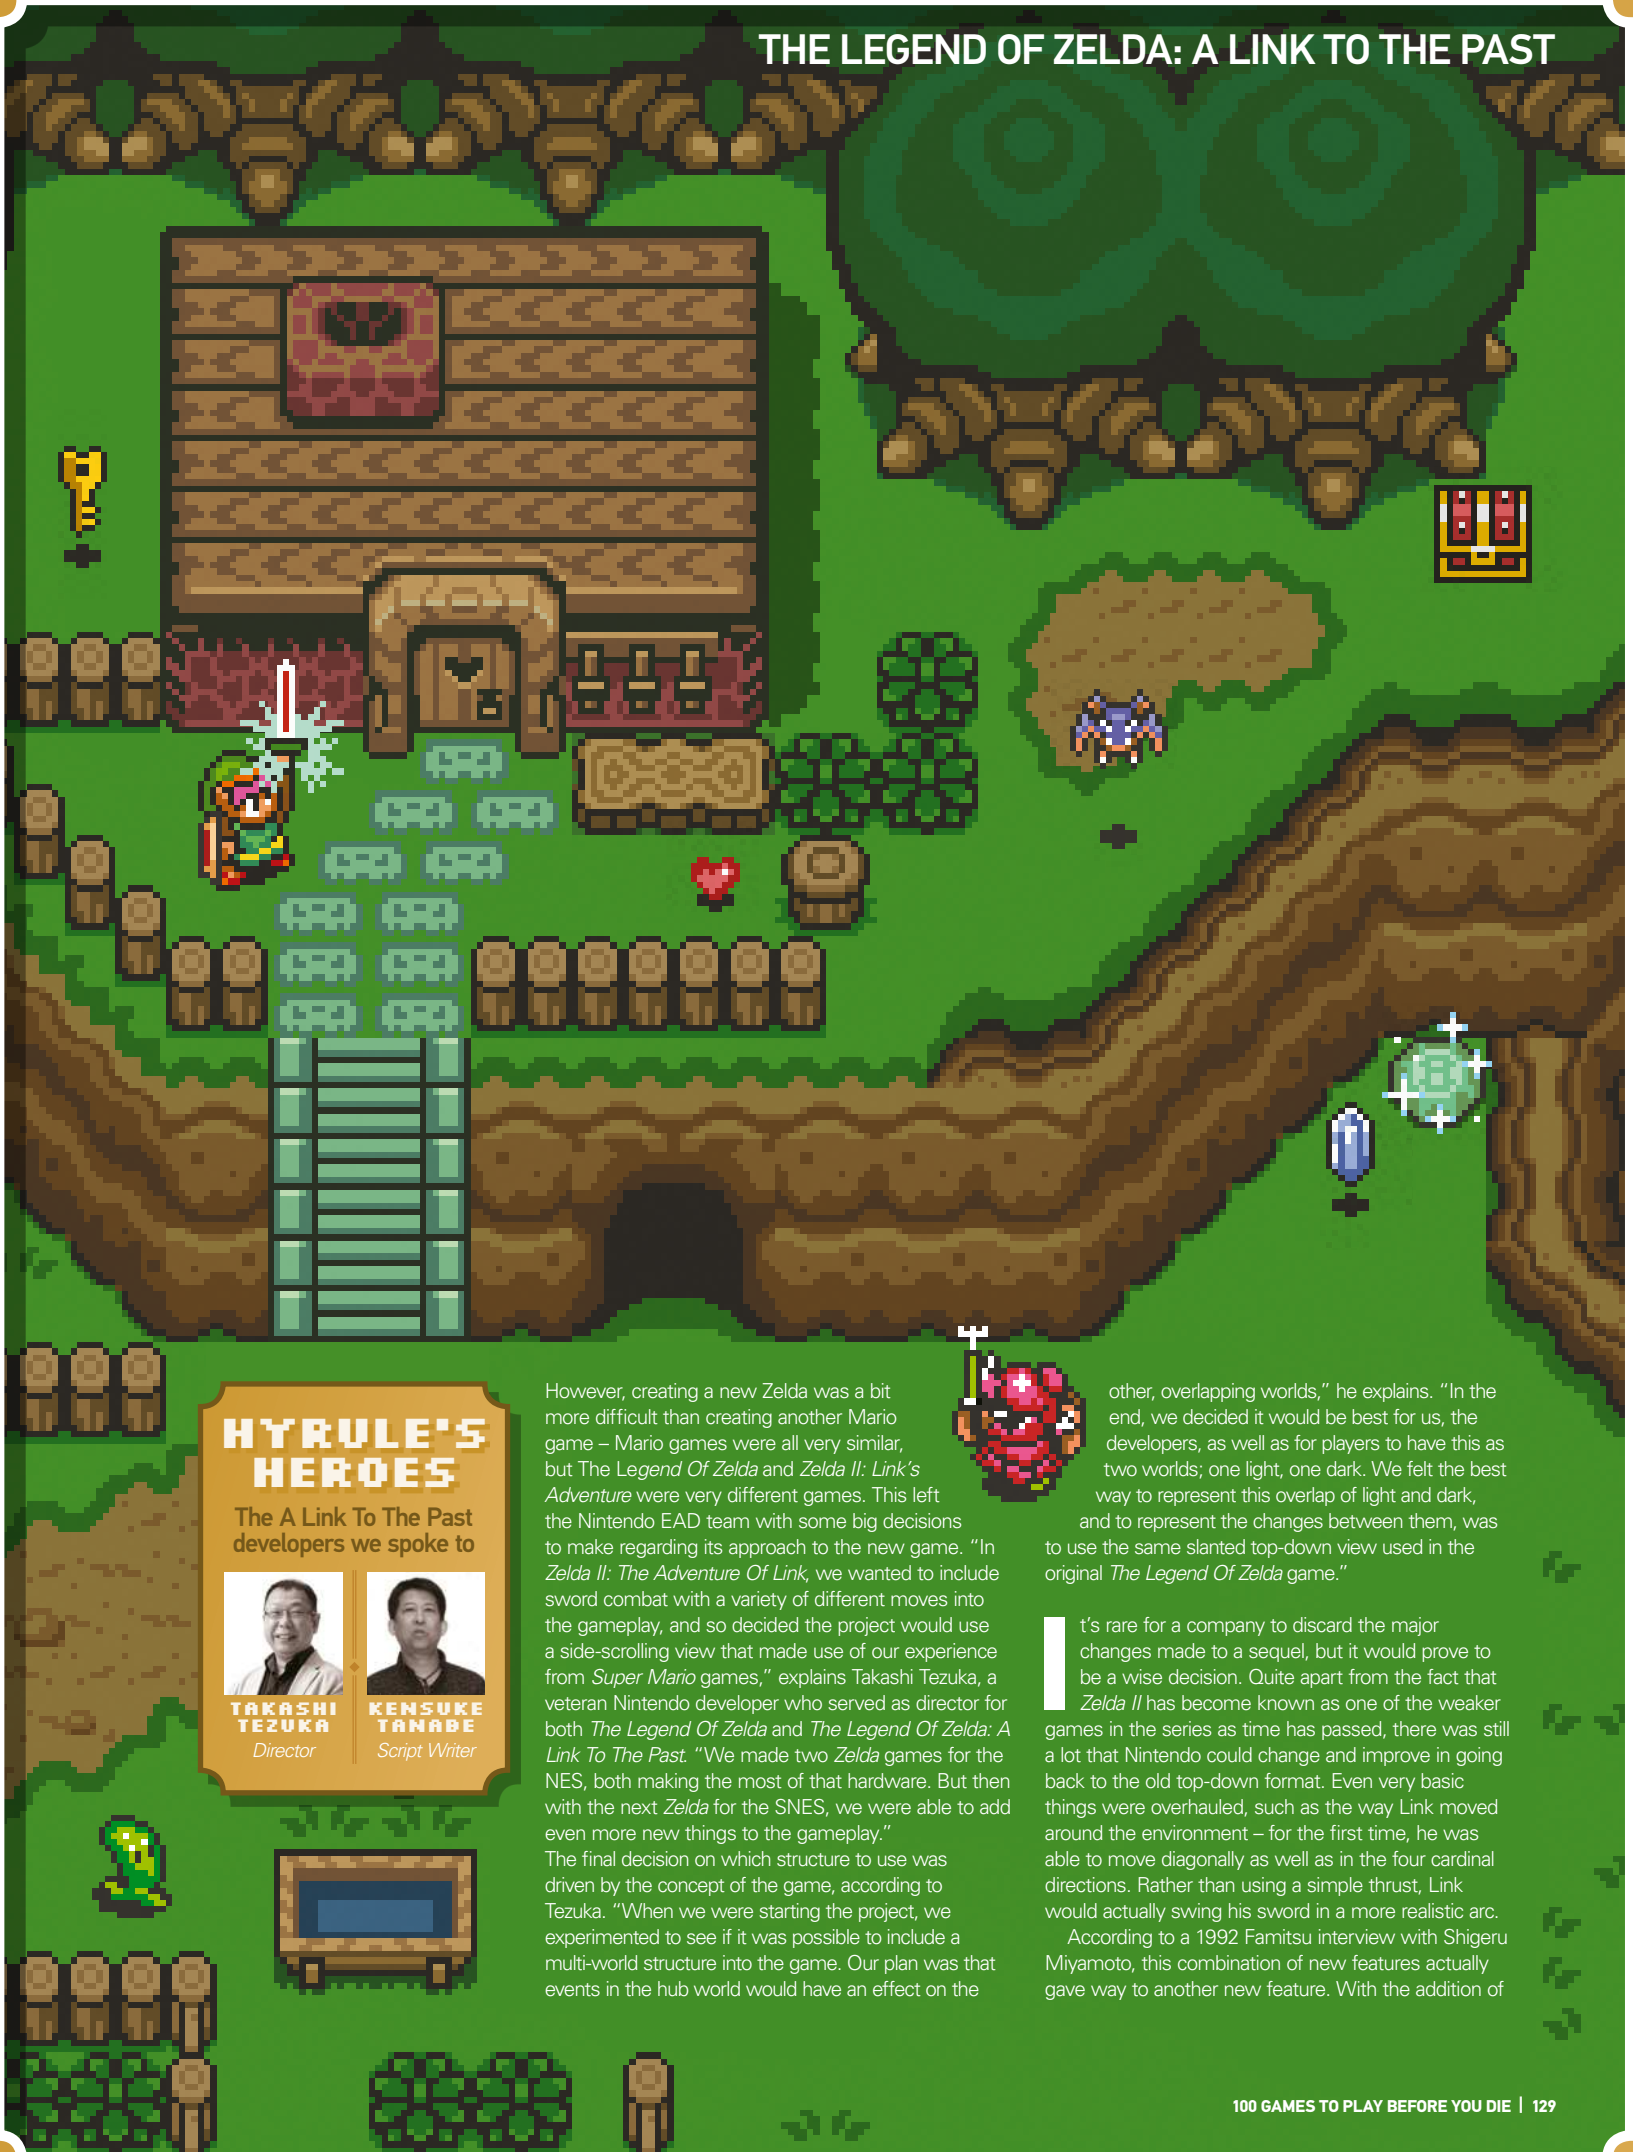 THE LEGEND OF ZELDA: A LINK TO THE PAST
HYRULE'S
HEROES
The A Link To The Past
developers we spoke to
TAKASHI
TEZUKA
Director
KENSUKE
TANABE
Script Writer
However, creating a new Zelda was a bit
more difficult than creating another Mario
game – Mario games were all very similar,
but The Legend Of Zelda and Zelda II: Link's
Adventure were very different games. This left
the Nintendo EAD team with some big decisions
to make regarding its approach to the new game. “In
Zelda II: The Adventure Of Link, we wanted to include
sword combat with a variety of different moves into
the gameplay, and so decided the project would use
a side-scrolling view that made use of our experience
from Super Mario games,” explains Takashi Tezuka, a
veteran Nintendo developer who served as director for
both The Legend Of Zelda and The Legend Of Zelda: A
Link To The Past. “We made two Zelda games for the
NES, both making the most of that hardware. But then
with the next Zelda for the SNES, we were able to add
even more new things to the gameplay.”
The final decision on which structure to use was
driven by the concept of the game, according to
Tezuka. “When we were starting the project, we
experimented to see if it was possible to include a
multi-world structure into the game. Our plan was that
events in the hub world would have an effect on the
other, overlapping worlds,” he explains. “In the
end, we decided it would be best for us, the
developers, as well as for players to have this as
two worlds; one light, one dark. We felt the best
way to represent this overlap of light and dark,
and to represent the changes between them, was
to use the same slanted top-down view used in the
original The Legend Of Zelda game.”
It's rare for a company to discard the major
changes made to a sequel, but it would prove to
be a wise decision. Quite apart from the fact that
Zelda II has become known as one of the weaker
games in the series as time has passed, there was still
a lot that Nintendo could change and improve in going
back to the old top-down format. Even very basic
things were overhauled, such as the way Link moved
around the environment – for the first time, he was
able to move diagonally as well as in the four cardinal
directions. Rather than using a simple thrust, Link
would actually swing his sword in a more realistic arc.
According to a 1992 Famitsu interview with Shigeru
Miyamoto, this combination of new features actually
gave way to another new feature. With the addition of
100 GAMES TO PLAY BEFORE YOU DIE | 129